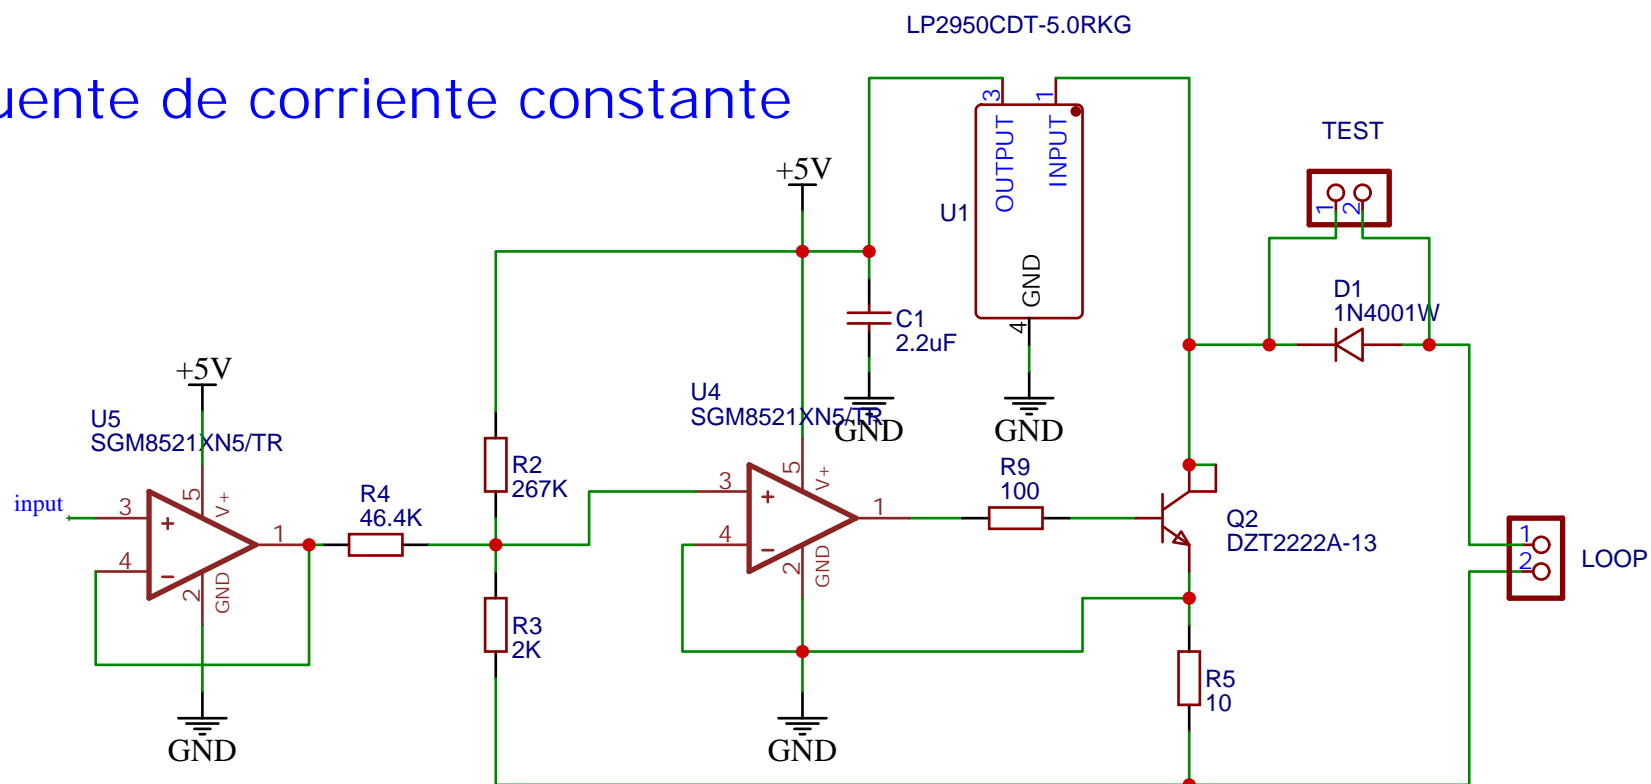 LP2950CDT-5.0RKG
uente de corriente constante
3
1
OUTPUT
INPUT
U1
GND
4
GND
TEST
1
2
+5V
C1
2.2uF
GND
D1
1N4001W
+5V
U5
SGM8521XN5/TR
input
3
4
5
V+
1
2
GND
GND
R4
46.4K
R2
267K
R3
2K
U4
SGM8521XN5/TR
3
4
5
V+
1
2
GND
GND
R9
100
Q2
DZT2222A-13
R5
10
1
2
LOOP